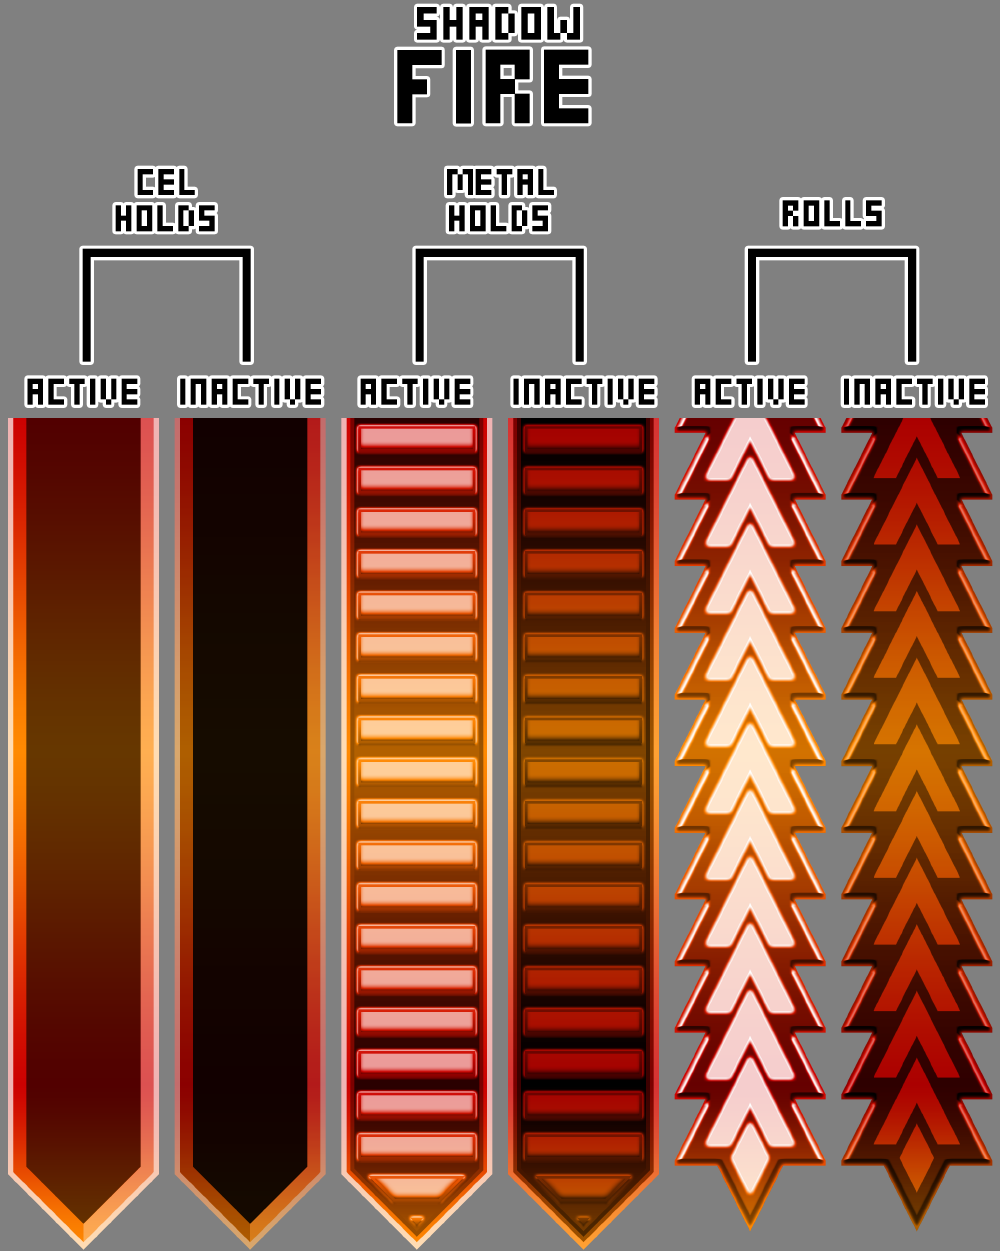 SHADOW
FIRE
CEL
HOLDS
METAL
HOLDS
ROLLS
ACTIVE
INACTIVE
ACTIVE
INACTIVE
ACTIVE
INACTIVE